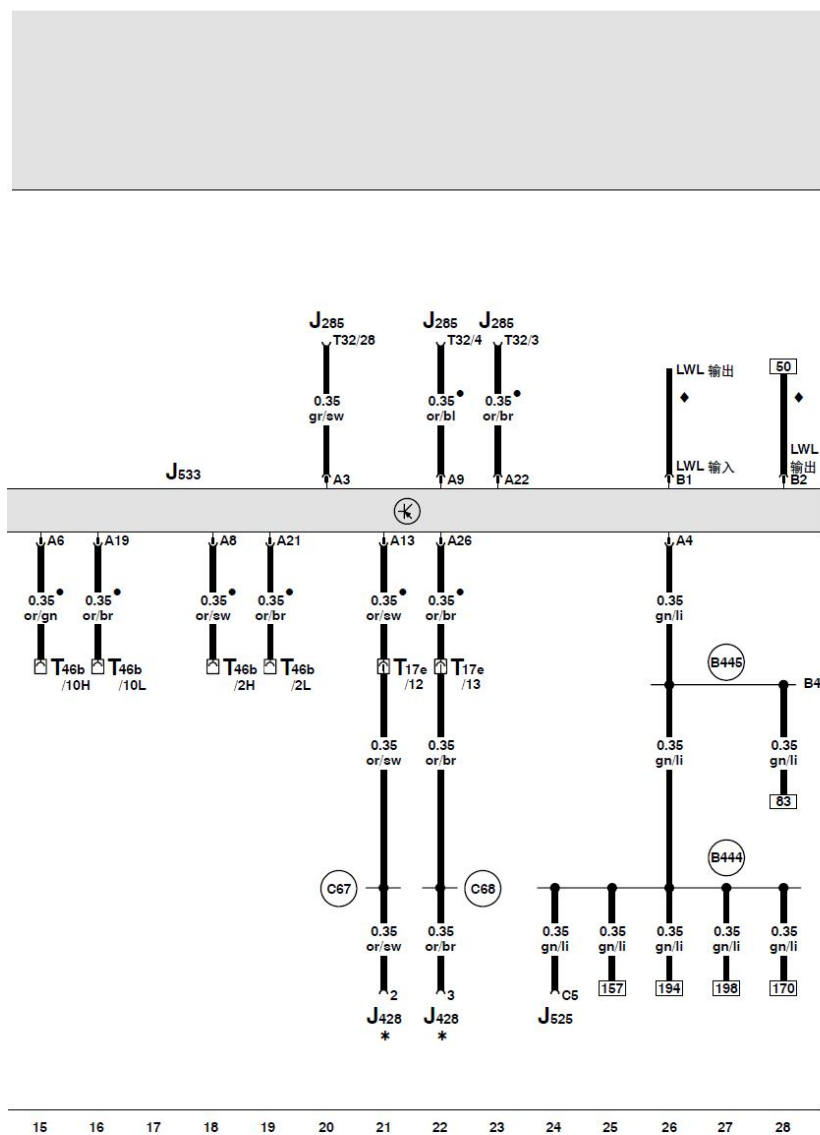 J285 J285 J285
T32/28 T32/4 T32/3
LWL 输出 50
0.35 0.35 0.35
gr/sw or/bl or/br
LWL
J533 LWL 输入 输出
A3 A9 A22 B1 B2
A6 A19 A8 A21 A13 A26 A4
0.35 0.35 0.35 0.35 0.35 0.35 0.35
or/gn or/br or/sw or/br or/sw or/br gn/li
T46b T46b T46b T46b T17e T17e B445
/10H /10L /2H /2L /12 /13
B4
0.35 0.35 0.35 0.35
or/sw or/br gn/li gn/li
83
B444
C67 C68
0.35 0.35 0.35 0.35 0.35 0.35 0.35
or/sw or/br gn/li gn/li gn/li gn/li gn/li
2 3 C5 157 194 198 170
J428 J428 J525
* *
15 16 17 18 19 20 21 22 23 24 25 26 27 28